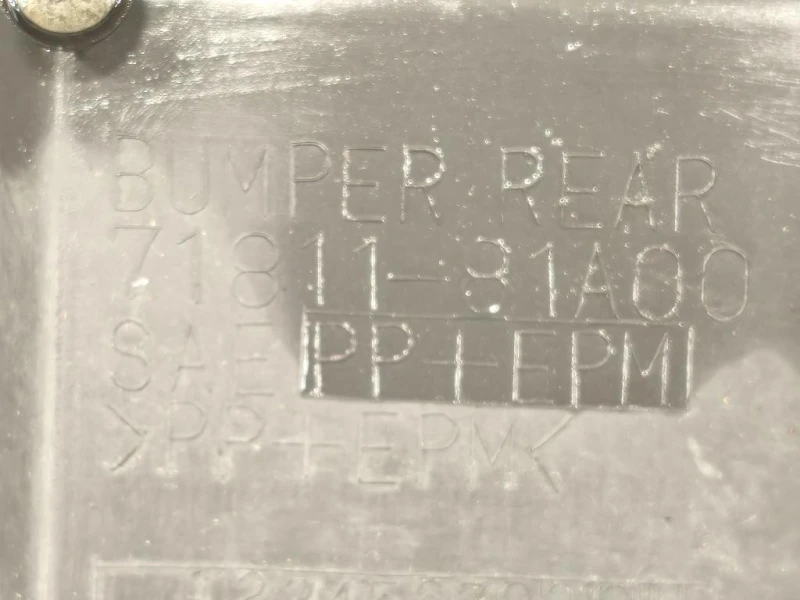 BUMPER REAR
71811-81A00
SAE PP+EPM
>PP+EPM<